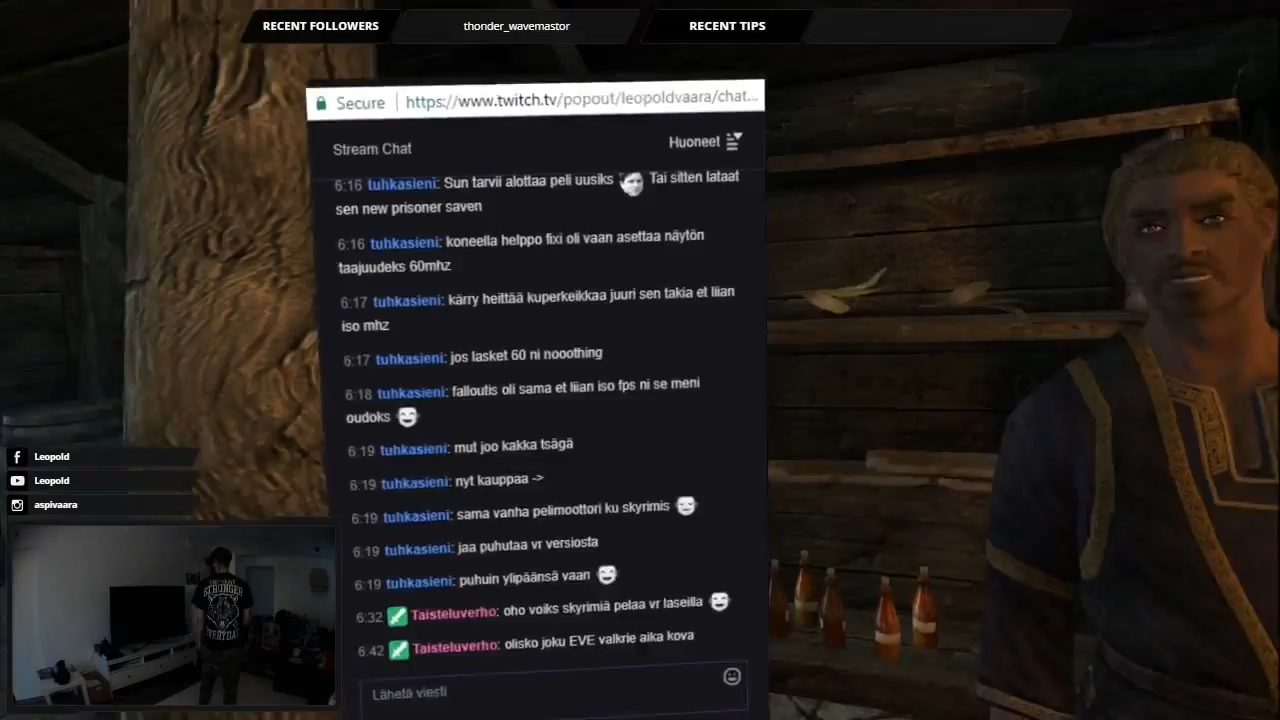 RECENT FOLLOWERS
thonder_wavemastor
RECENT TIPS
Secure
https://www.twitch.tv/popout/leopoldvaara/chat...
Stream Chat
Huoneet
6:16 tuhkasieni: Sun tarvii alottaa peli uusiks Tai sitten lataat
sen new prisoner saven
6:16 tuhkasieni: koneella helppo fixi oli vaan asettaa näytön
taajuudeks 60mhz
6:17 tuhkasieni: kärry heittää kuperkeikkaa juuri sen takia et liian
iso mhz
6:17 tuhkasieni: jos lasket 60 ni nooothing
6:18 tuhkasieni: falloutis oli sama et liian iso fps ni se meni
oudoks
6:19 tuhkasieni: mut joo kakka tsägä
6:19 tuhkasieni: nyt kauppaa ->
6:19 tuhkasieni: sama vanha pelimoottori ku skyrimis
6:19 tuhkasieni: jaa puhutaa vr versiosta
6:19 tuhkasieni: puhuin ylipäänsä vaan
6:32 Taisteluverho: oho voiks skyrimiä pelaa vr laseilla
6:42 Taisteluverho: olisko joku EVE valkrie aika kova
Lähetä viesti
Leopold
Leopold
aspivaara
STRONGER
EVERYDAY